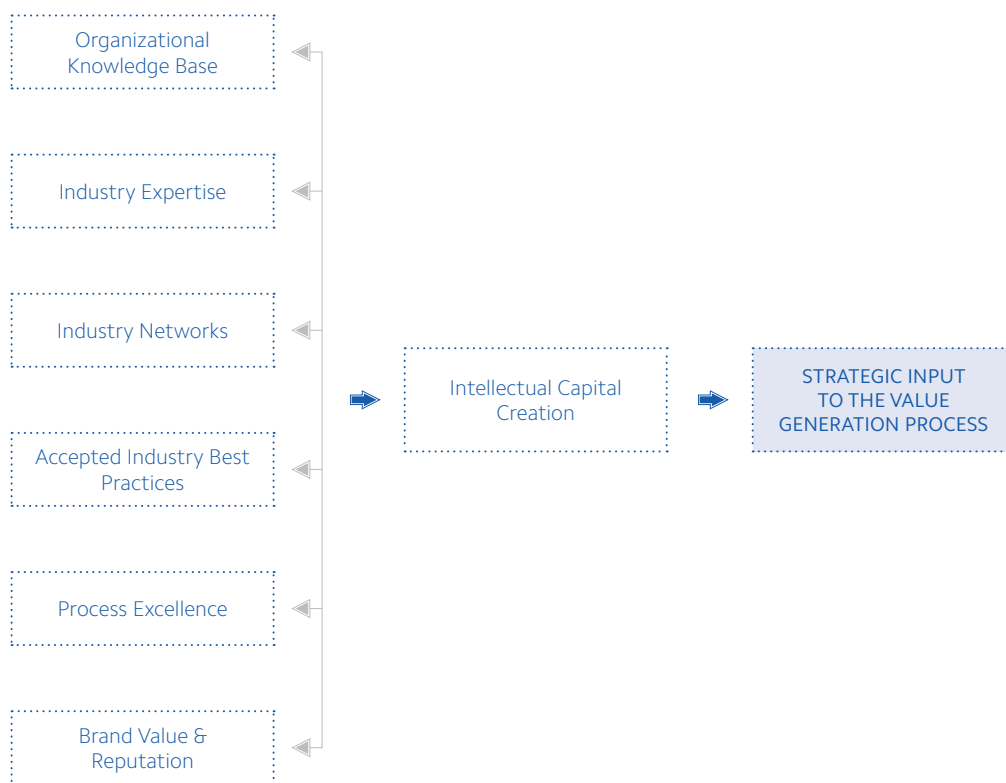 Organizational
Knowledge Base
Industry Expertise
Industry Networks
Accepted Industry Best
Practices
Process Excellence
Brand Value &
Reputation
Intellectual Capital
Creation
STRATEGIC INPUT
TO THE VALUE
GENERATION PROCESS